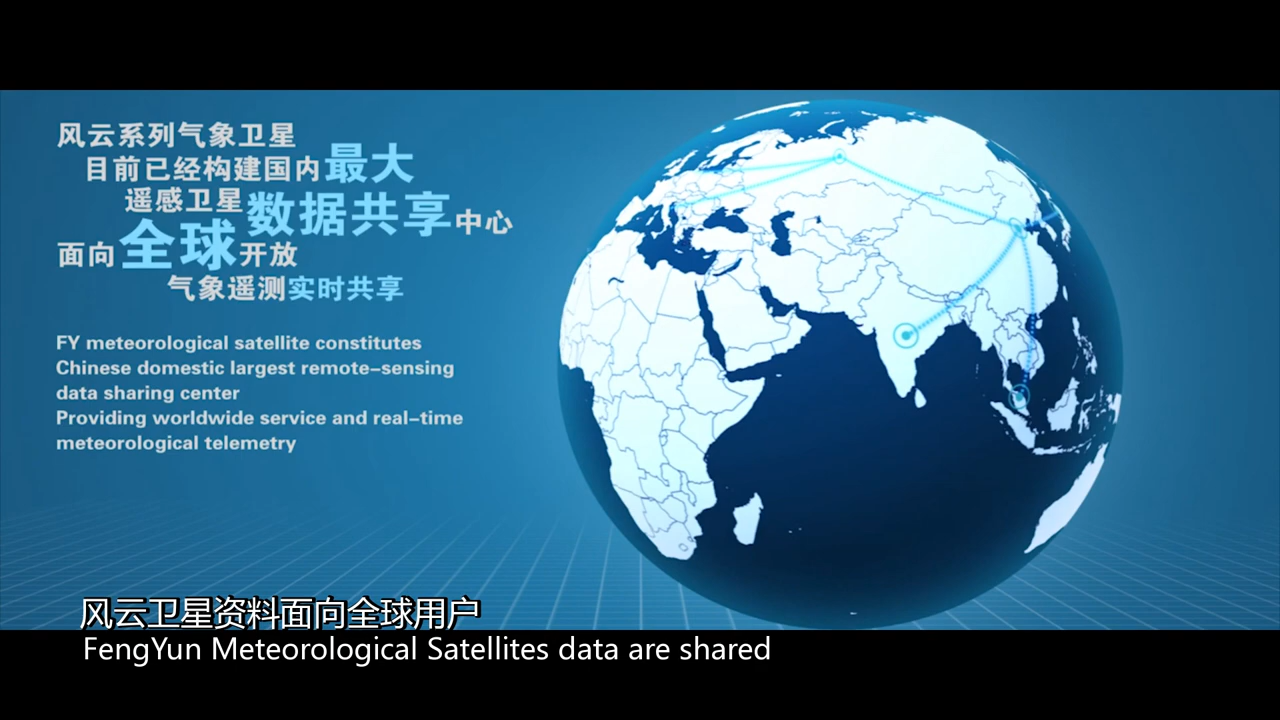 风云系列气象卫星
目前已经构建国内最大
遥感卫星数据共享中心
面向全球开放
气象遥测实时共享
FY meteorological satellite constitutes
Chinese domestic largest remote-sensing
data sharing center
Providing worldwide service and real-time
meteorological telemetry
风云卫星资料面向全球用户
FengYun Meteorological Satellites data are shared